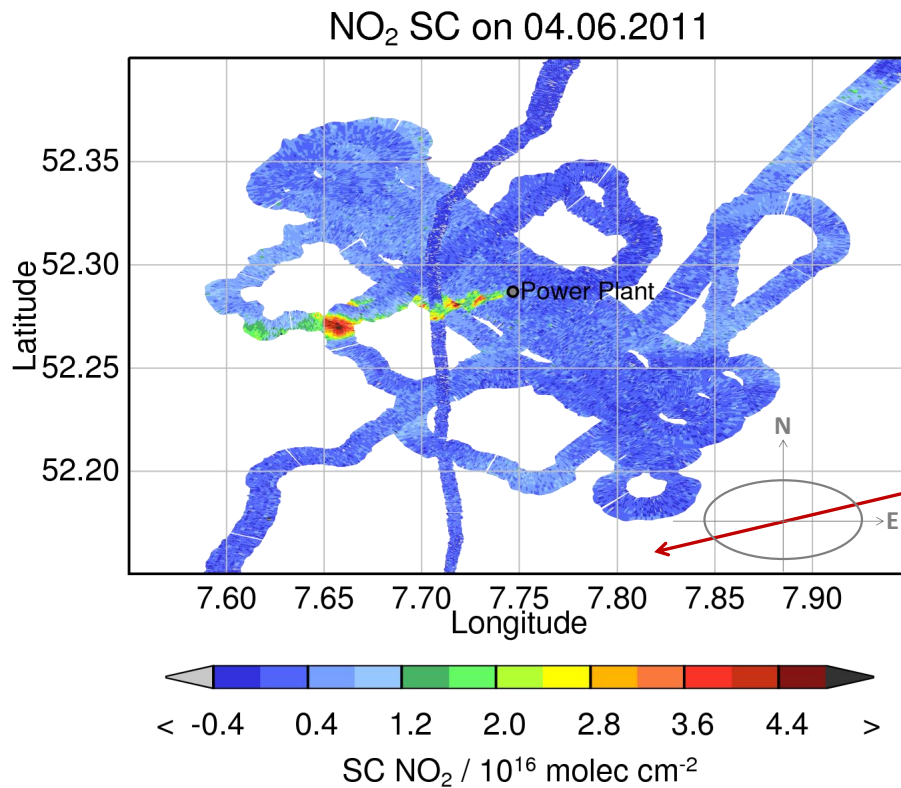 NO₂ SC on 04.06.2011
52.35
52.30
52.25
52.20
Latitude
Power Plant
N
E
7.60 7.65 7.70 7.75 7.80 7.85 7.90
Longitude
< -0.4 0.4 1.2 2.0 2.8 3.6 4.4 >
SC NO₂ / 10¹⁶ molec cm⁻²